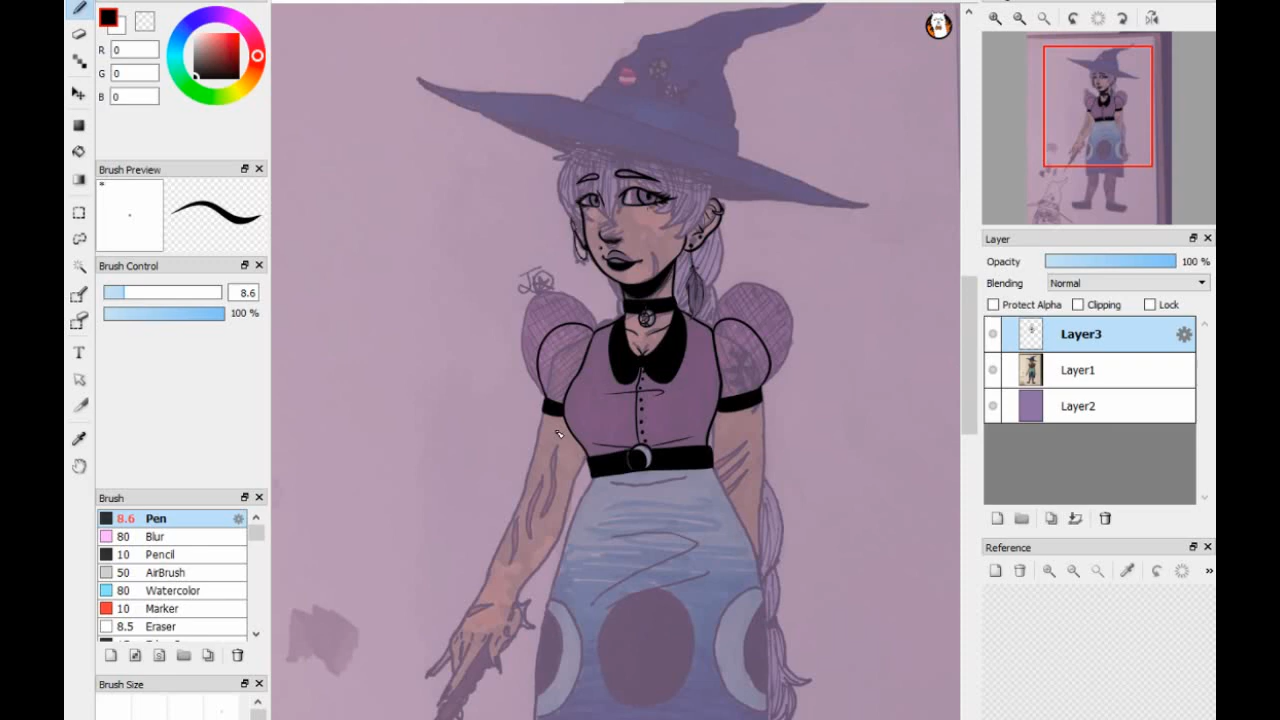 R 0
G 0
B 0
Brush Preview
Brush Control
8.6
100 %
Brush
8.6 Pen
80 Blur
10 Pencil
50 AirBrush
80 Watercolor
10 Marker
8.5 Eraser
Brush Size
Layer
Opacity 100 %
Blending Normal
Protect Alpha Clipping Lock
Layer3
Layer1
Layer2
Reference